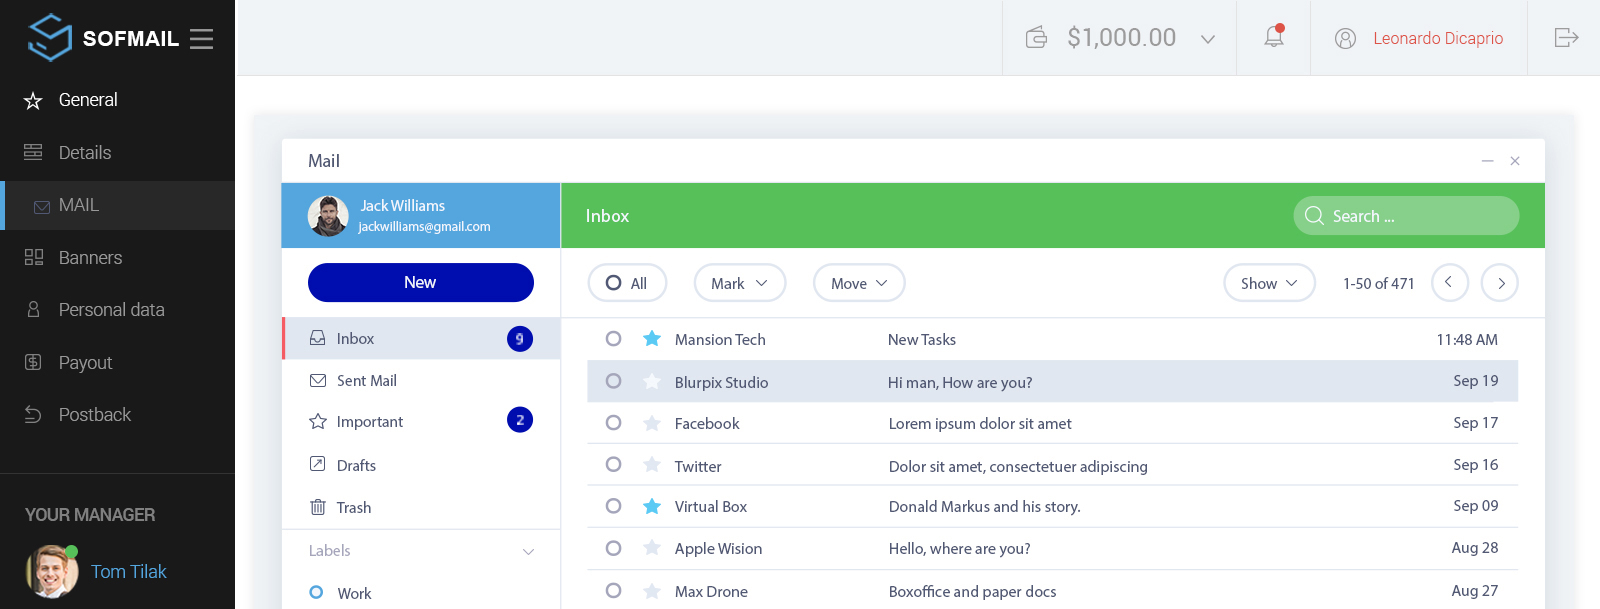 SOFMAIL
$1,000.00
Leonardo Dicaprio
General
Details
MAIL
Banners
Personal data
Payout
Postback
YOUR MANAGER
Tom Tilak
Mail
Jack Williams
jackwilliams@gmail.com
Inbox
Search ...
New
All
Mark
Move
Show
1-50 of 471
Inbox 9
Sent Mail
Important 2
Drafts
Trash
Labels
Work
Mansion Tech New Tasks 11:48 AM
Blurpix Studio Hi man, How are you? Sep 19
Facebook Lorem ipsum dolor sit amet Sep 17
Twitter Dolor sit amet, consectetuer adipiscing Sep 16
Virtual Box Donald Markus and his story. Sep 09
Apple Wision Hello, where are you? Aug 28
Max Drone Boxoffice and paper docs Aug 27